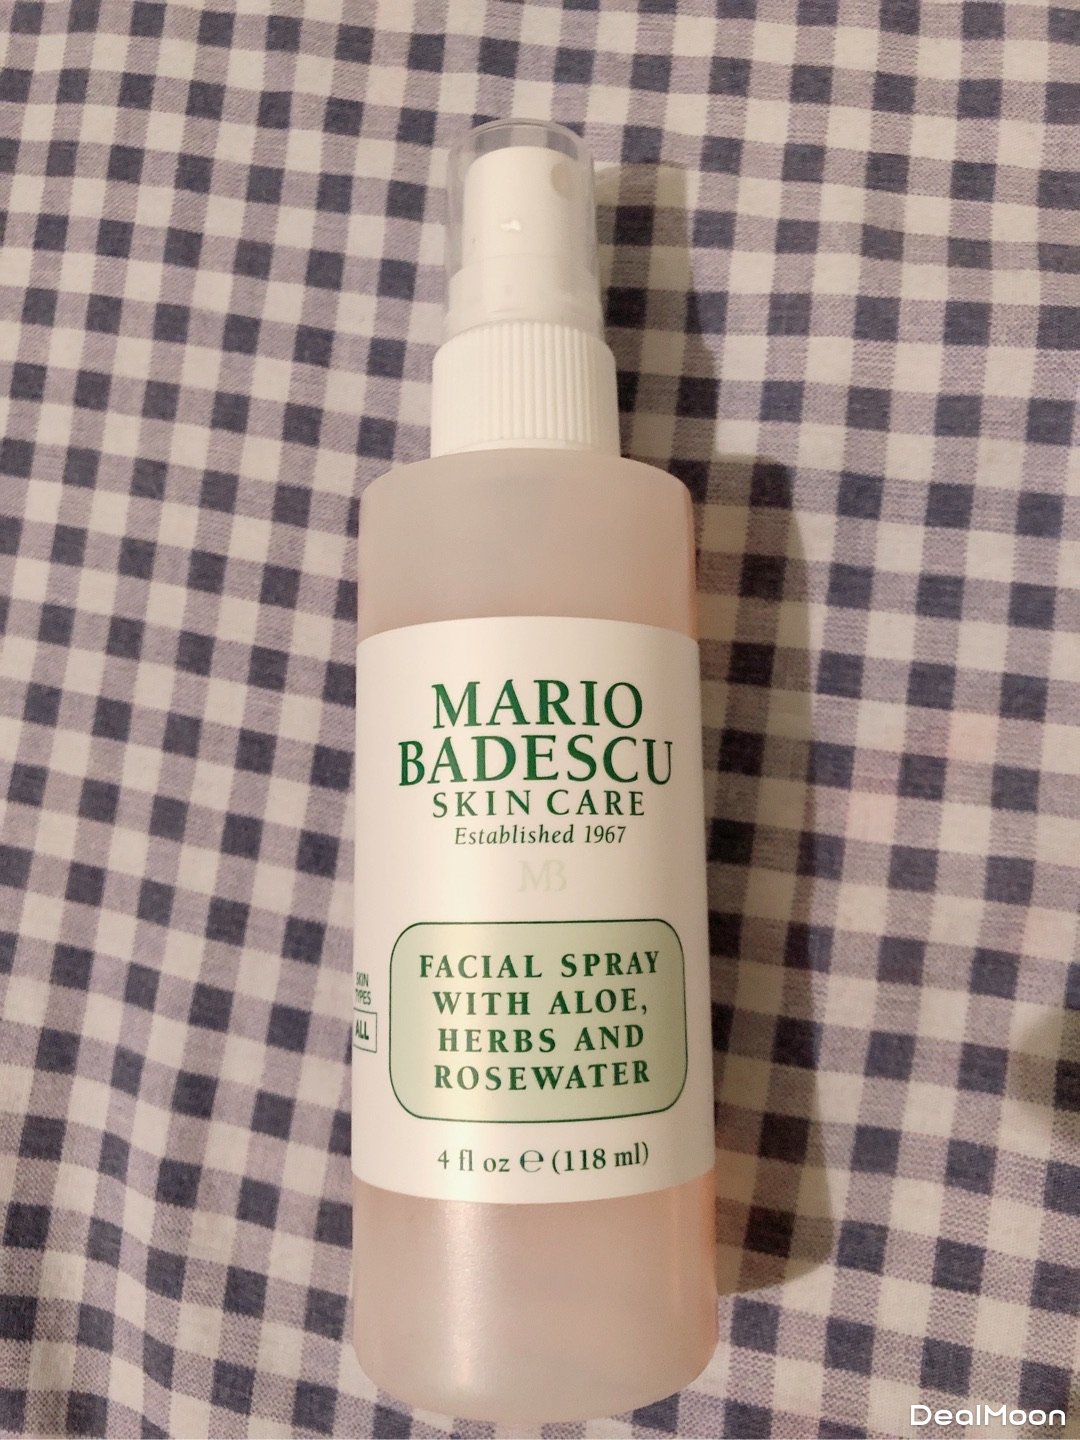 MARIO
BADESCU
SKIN CARE
Established 1967
MB
SKIN
TYPES
ALL
FACIAL SPRAY
WITH ALOE,
HERBS AND
ROSEWATER
4 fl oz ℮ (118 ml)
DealMoon